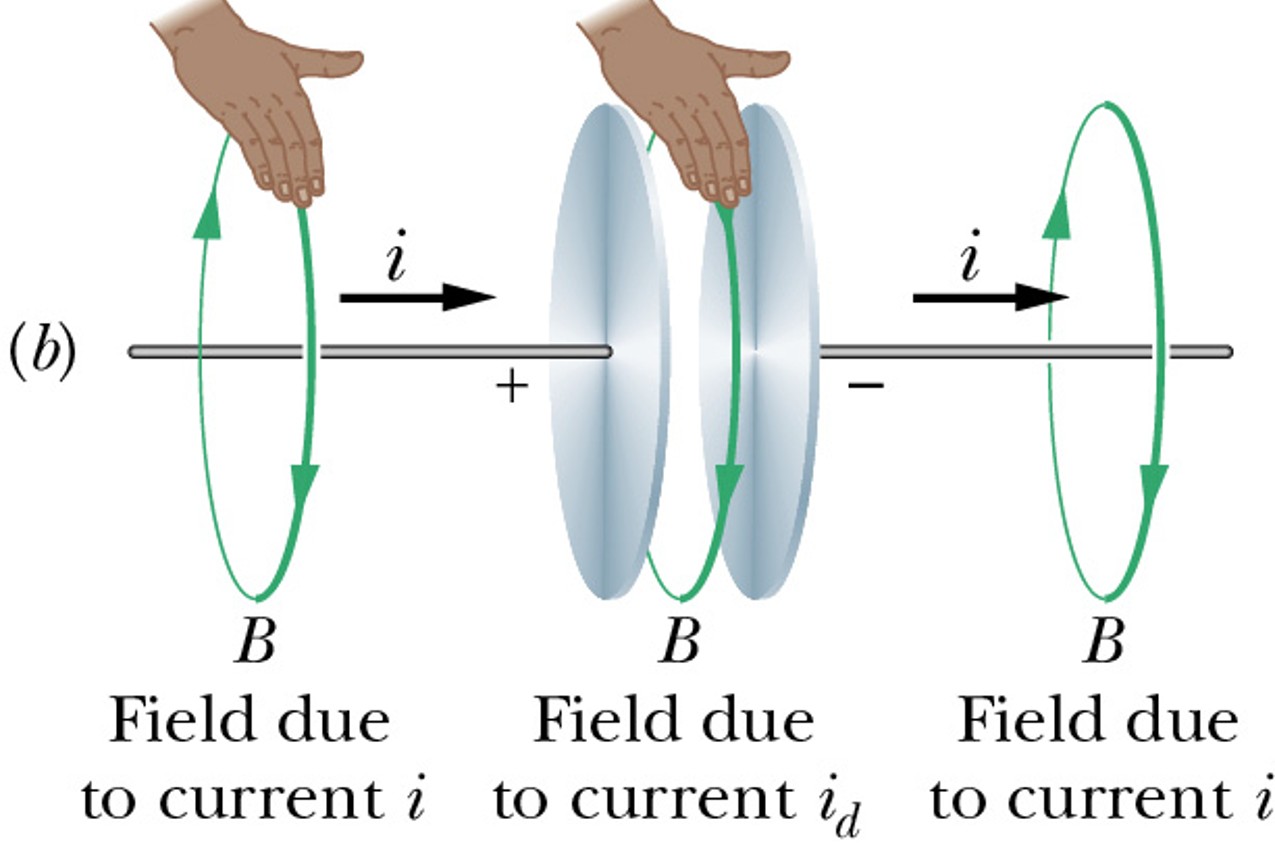 i i
(b)
+ −
B B B
Field due Field due Field due
to current i to current i_d to current i